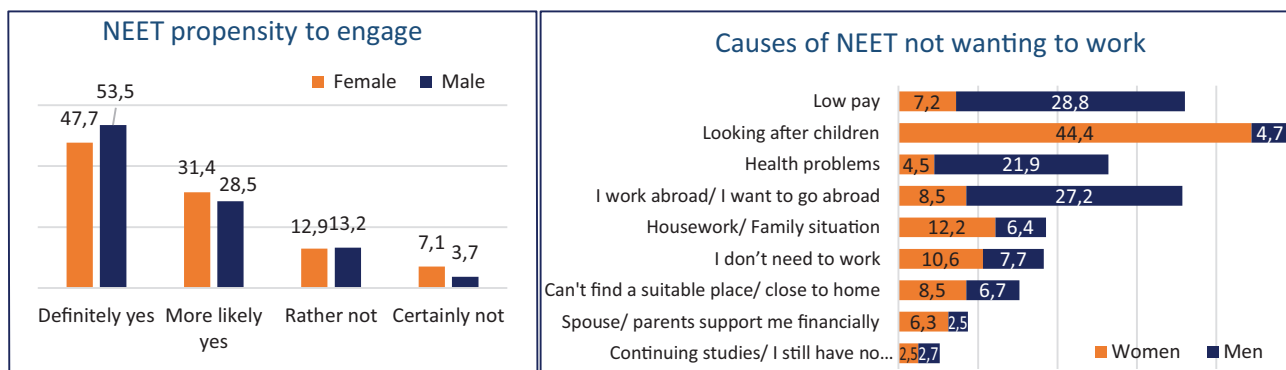 NEET propensity to engage
Female Male
53,5
47,7
31,4
28,5
12,9 13,2
7,1
3,7
Definitely yes More likely yes Rather not Certainly not
Causes of NEET not wanting to work
Low pay 7,2 28,8
Looking after children 44,4 4,7
Health problems 4,5 21,9
I work abroad/ I want to go abroad 8,5 27,2
Housework/ Family situation 12,2 6,4
I don't need to work 10,6 7,7
Can't find a suitable place/ close to home 8,5 6,7
Spouse/ parents support me financially 6,3 2,5
Continuing studies/ I still have no... 2,5 2,7
Women Men